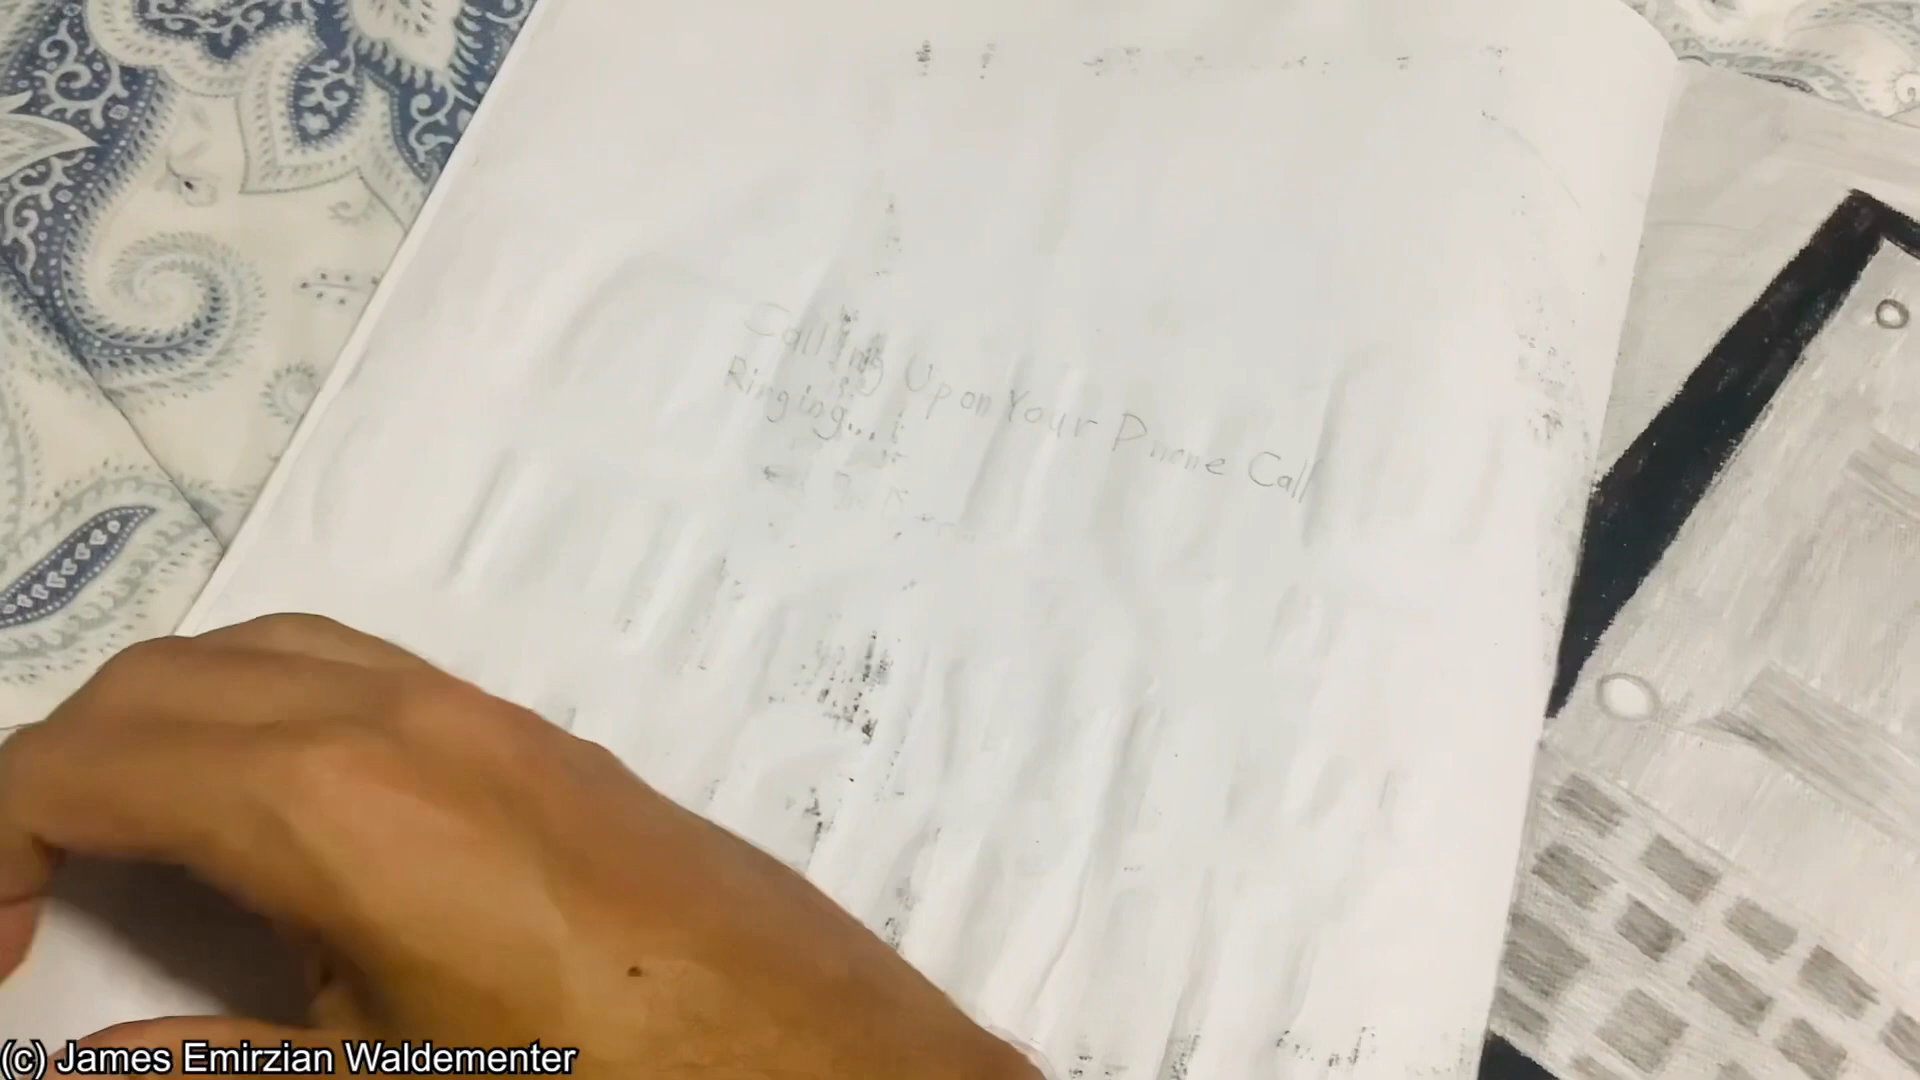 Calling Upon Your Phone Call
Ringing...
(c) James Emirzian Waldementer